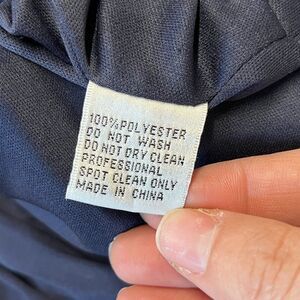 100% POLYESTER
DO NOT WASH
DO NOT DRY CLEAN
PROFESSIONAL
SPOT CLEAN ONLY
MADE IN CHINA